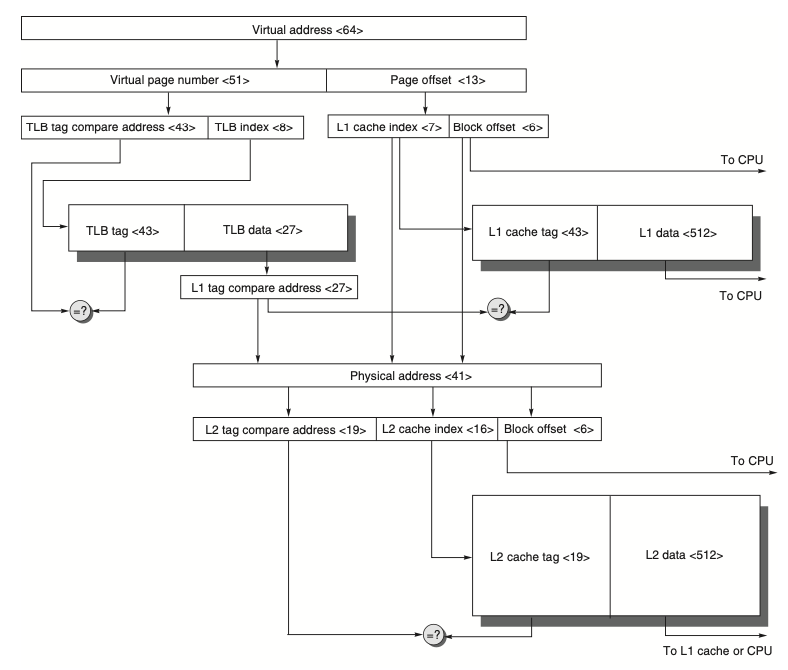 Virtual address <64>
Virtual page number <51>
Page offset <13>
TLB tag compare address <43>
TLB index <8>
L1 cache index <7>
Block offset <6>
To CPU
TLB tag <43>
TLB data <27>
L1 cache tag <43>
L1 data <512>
L1 tag compare address <27>
To CPU
=?
=?
Physical address <41>
L2 tag compare address <19>
L2 cache index <16>
Block offset <6>
To CPU
L2 cache tag <19>
L2 data <512>
=?
To L1 cache or CPU